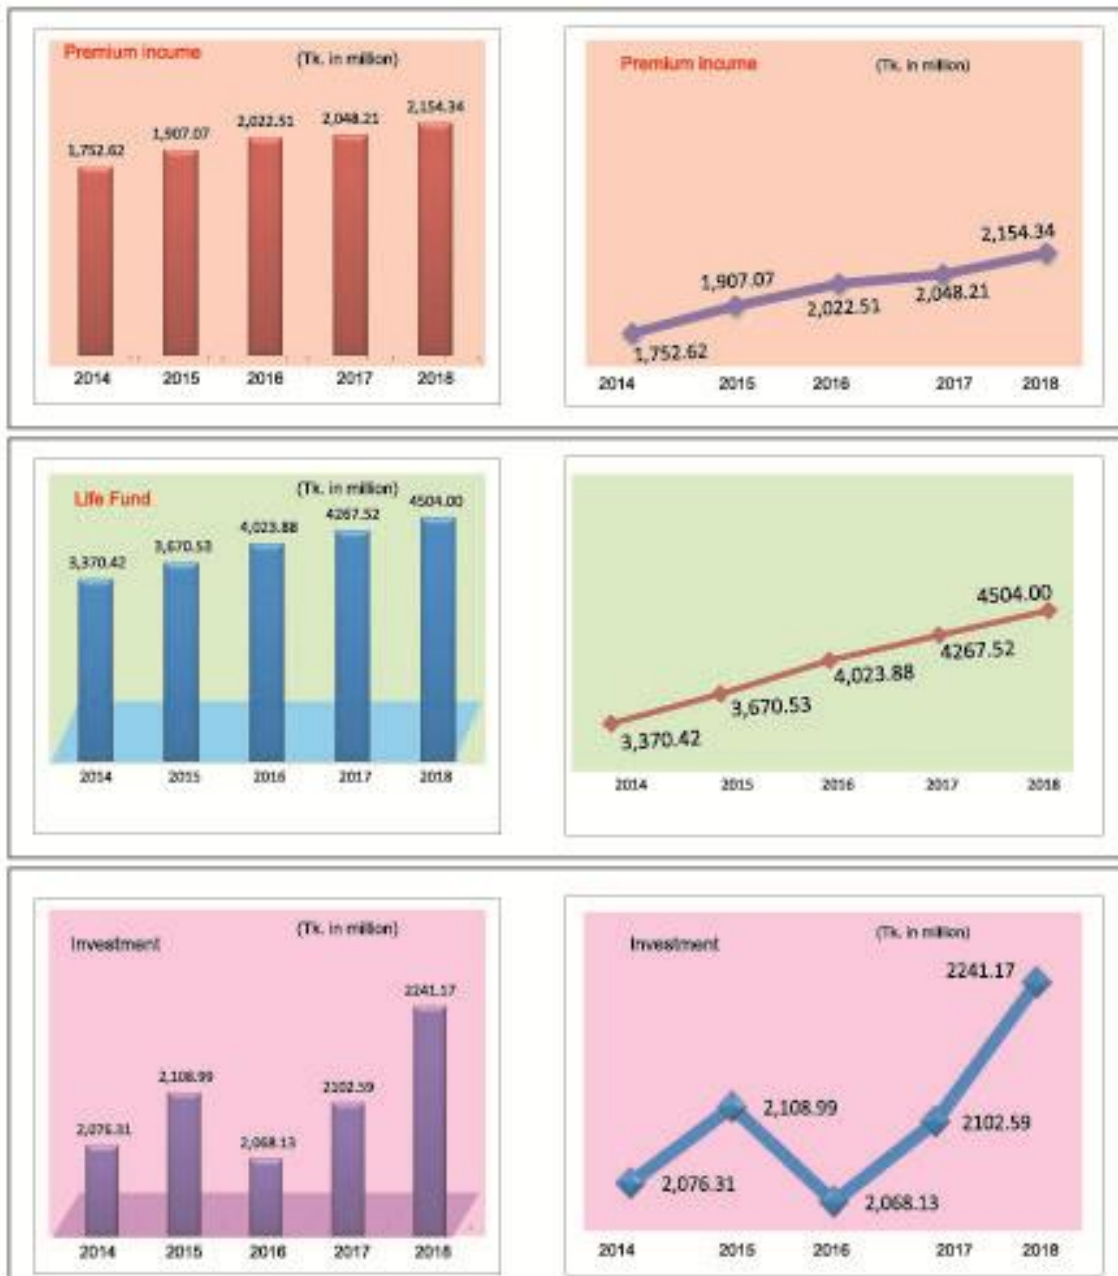 Premium income (Tk. in million)
1,752.62 1,907.07 2,022.51 2,048.21 2,154.34
2014 2015 2016 2017 2018
Premium income (Tk. in million)
1,752.62 1,907.07 2,022.51 2,048.21 2,154.34
2014 2015 2016 2017 2018
Life Fund (Tk. in million)
3,370.42 3,670.53 4,023.88 4267.52 4504.00
2014 2015 2016 2017 2018
3,370.42 3,670.53 4,023.88 4267.52 4504.00
2014 2015 2016 2017 2018
Investment (Tk. in million)
2,076.31 2,108.99 2,068.13 2102.59 2241.17
2014 2015 2016 2017 2018
Investment (Tk. in million)
2,076.31 2,108.99 2,068.13 2102.59 2241.17
2014 2015 2016 2017 2018